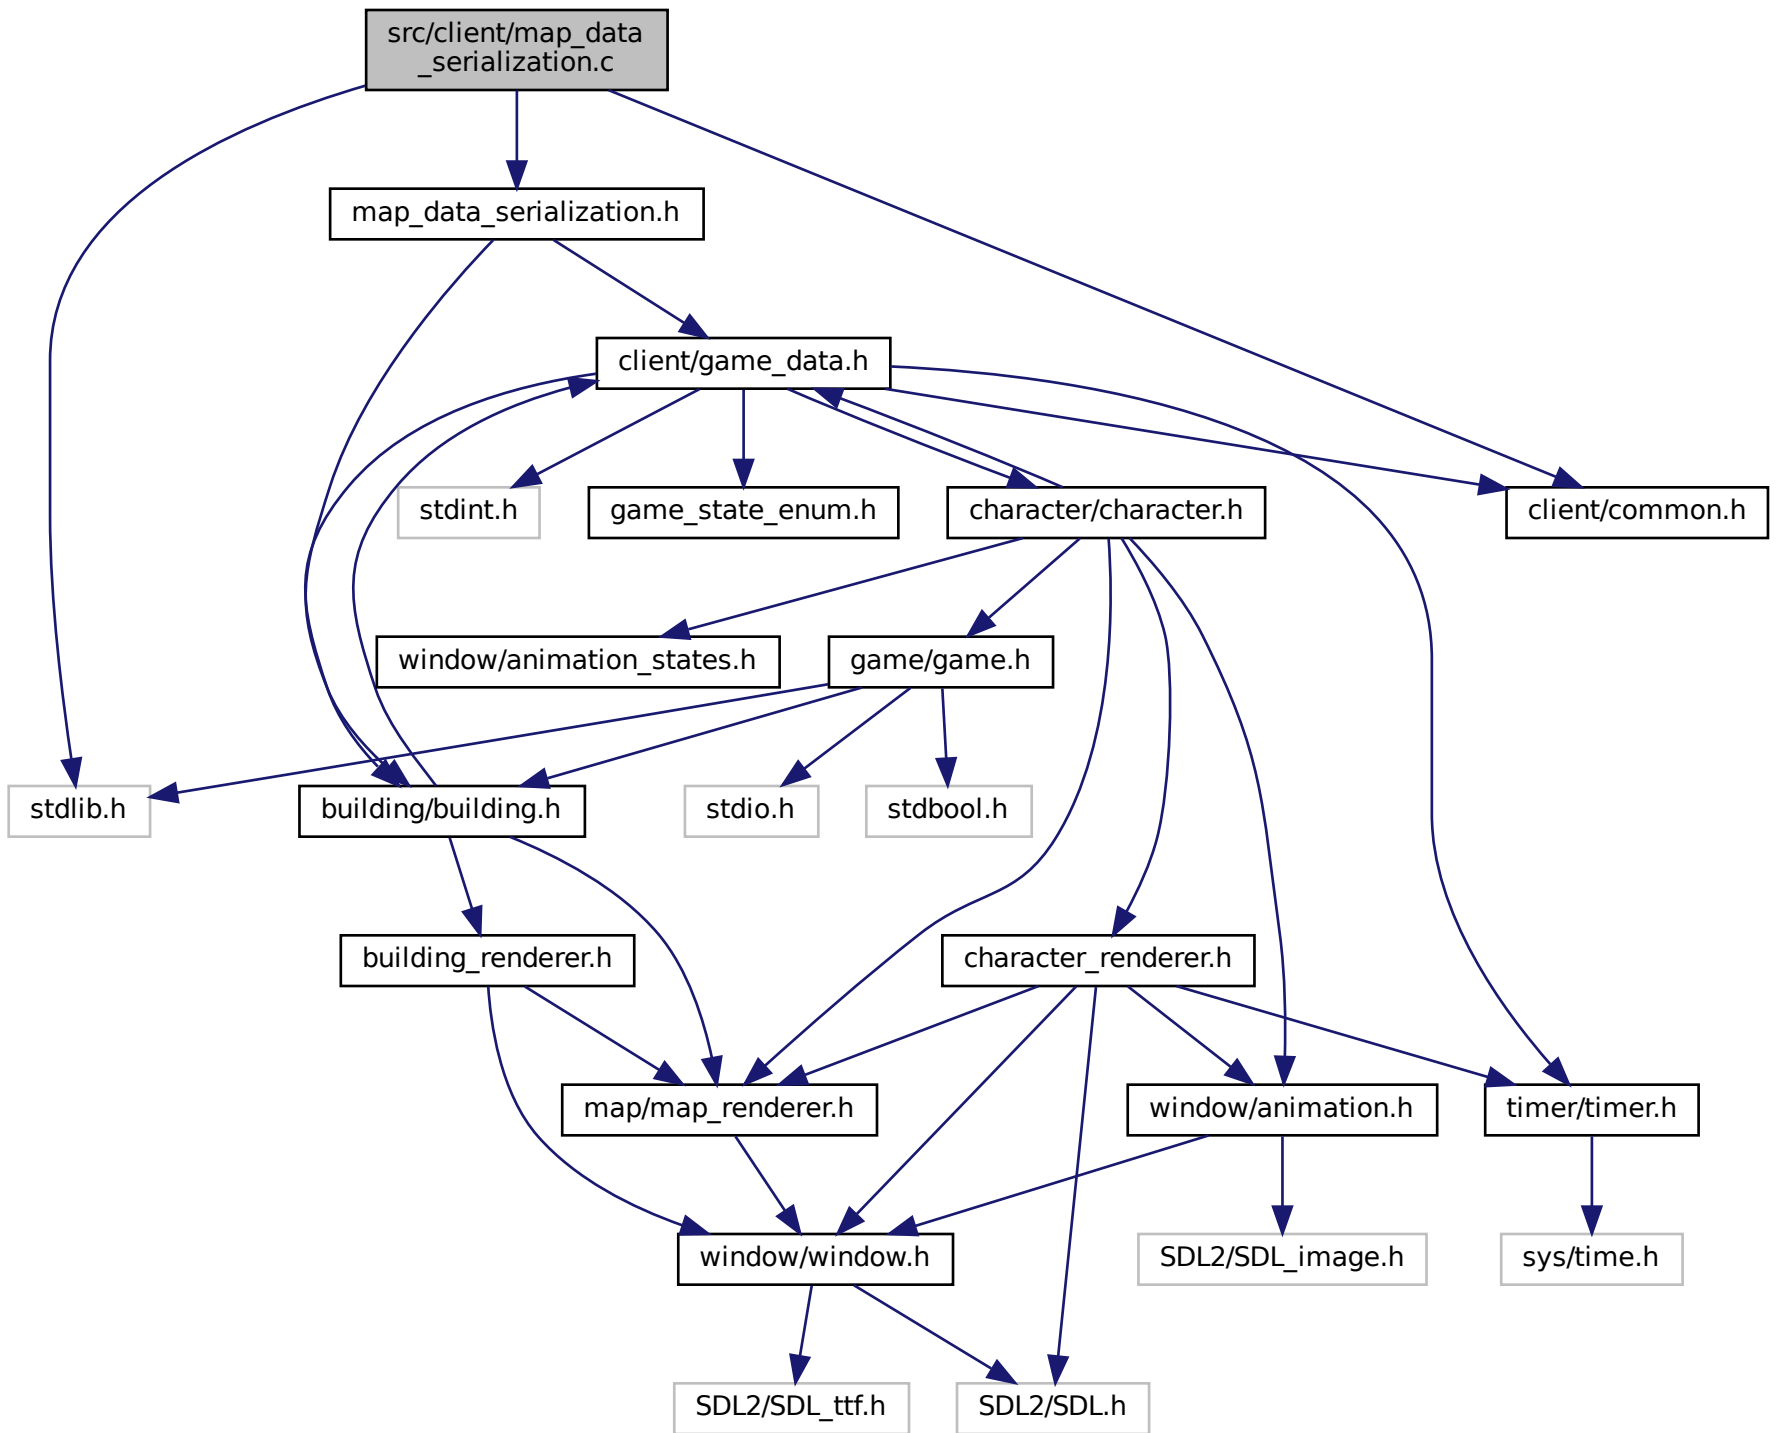 src/client/map_data
_serialization.c
map_data_serialization.h
client/game_data.h
stdint.h
game_state_enum.h
character/character.h
client/common.h
window/animation_states.h
game/game.h
stdlib.h
building/building.h
stdio.h
stdbool.h
building_renderer.h
character_renderer.h
map/map_renderer.h
window/animation.h
timer/timer.h
window/window.h
SDL2/SDL_image.h
sys/time.h
SDL2/SDL_ttf.h
SDL2/SDL.h